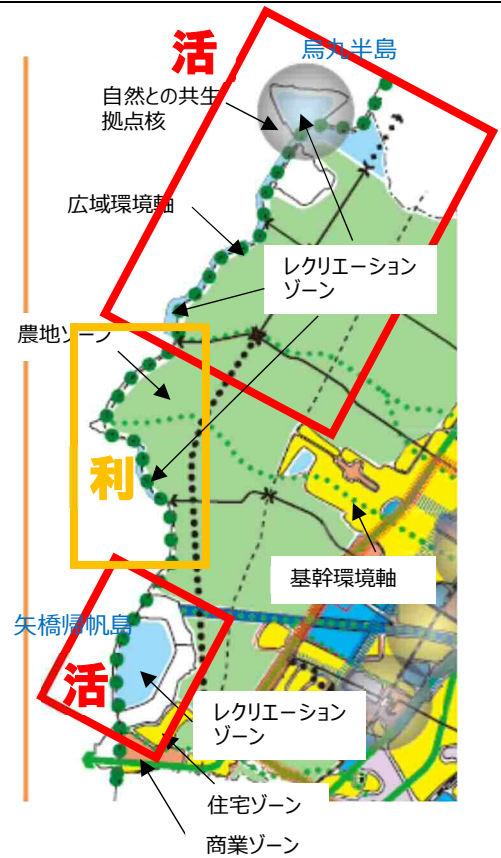 活
烏丸半島
自然との共生
拠点核
広域環境軸
レクリエーション
ゾーン
農地ゾーン
利
基幹環境軸
矢橋帰帆島
活
レクリエーション
ゾーン
住宅ゾーン
商業ゾーン